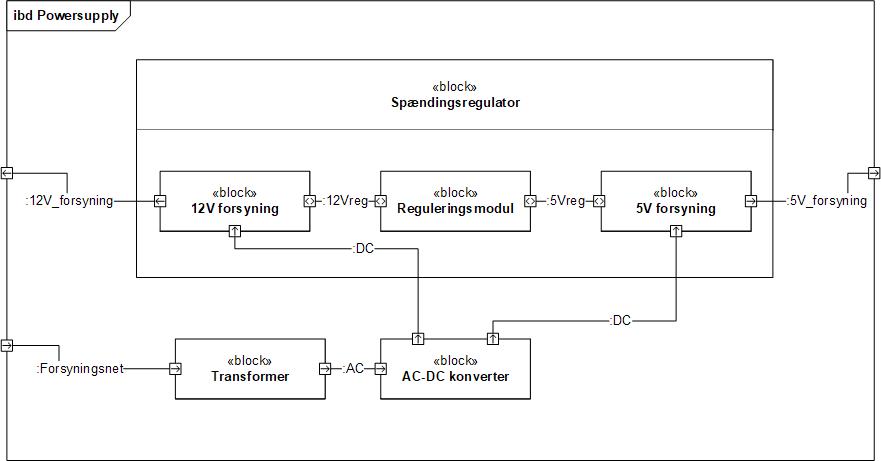 ibd Powersupply
«block»
Spændingsregulator
«block»
12V forsyning
:12Vreg
«block»
Reguleringsmodul
:5Vreg
«block»
5V forsyning
:12V_forsyning
:5V_forsyning
:DC
:DC
:Forsyningsnet
«block»
Transformer
:AC
«block»
AC-DC konverter